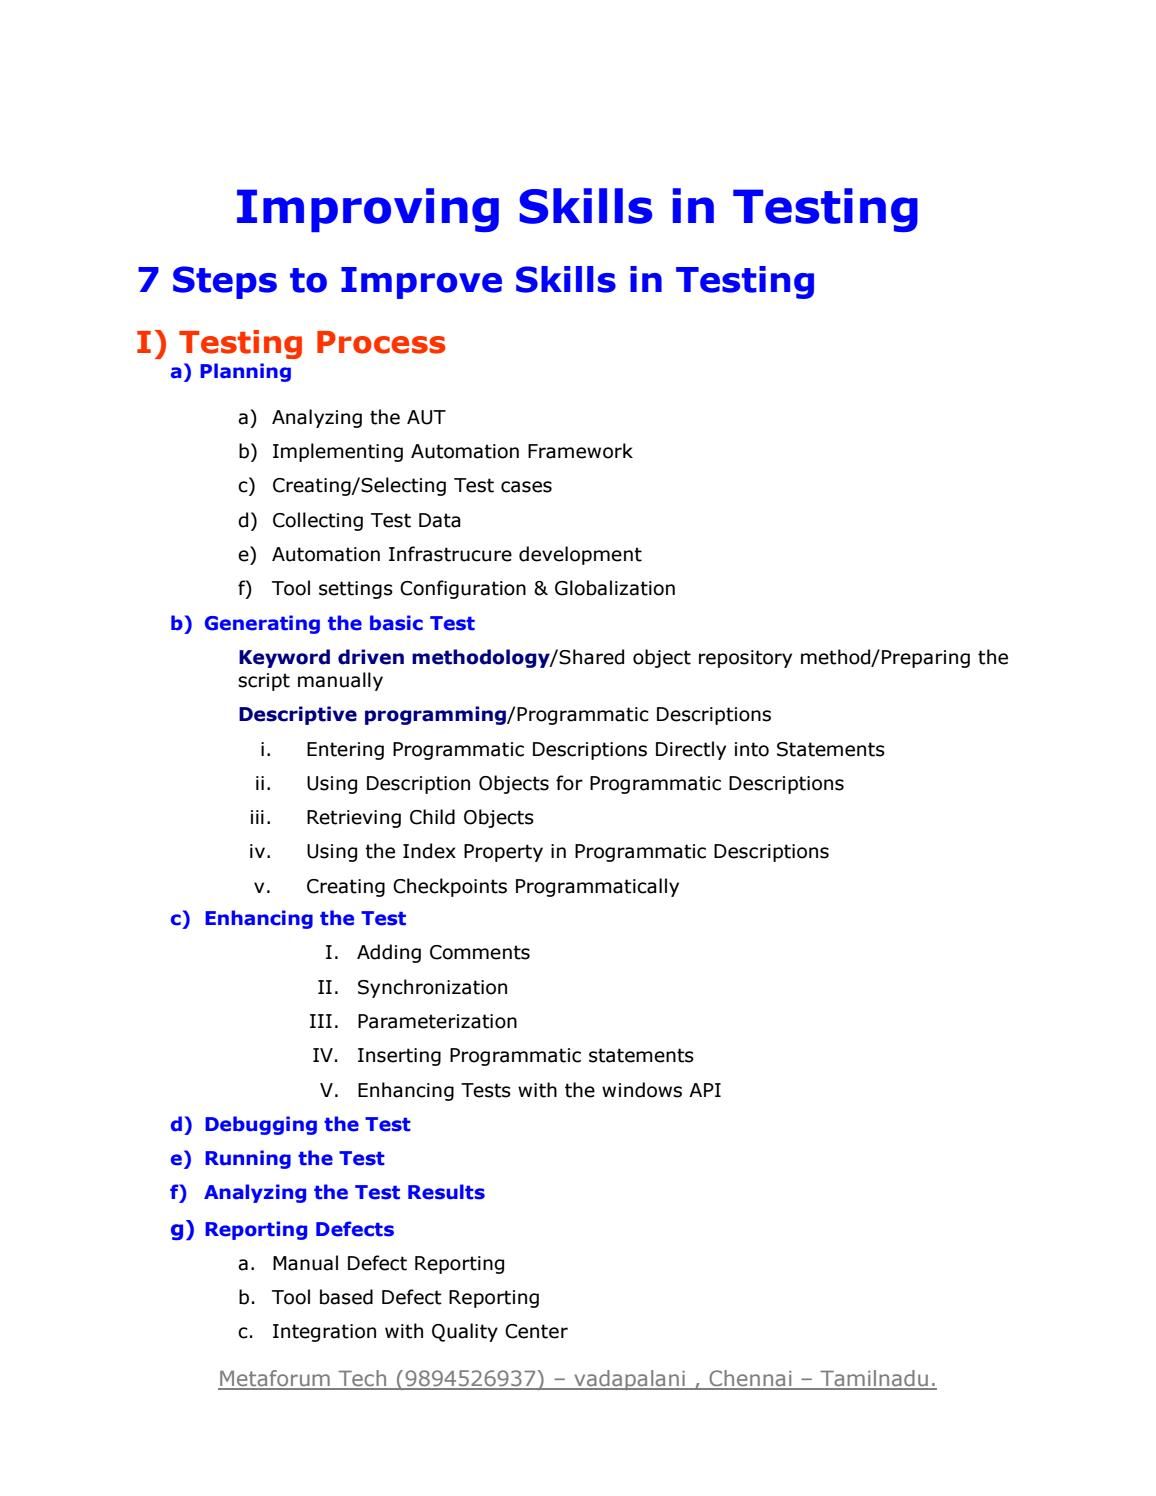 Improving Skills in Testing
7 Steps to Improve Skills in Testing
I) Testing Process
a) Planning
a) Analyzing the AUT
b) Implementing Automation Framework
c) Creating/Selecting Test cases
d) Collecting Test Data
e) Automation Infrastrucure development
f) Tool settings Configuration & Globalization
b) Generating the basic Test
Keyword driven methodology/Shared object repository method/Preparing the
script manually
Descriptive programming/Programmatic Descriptions
i. Entering Programmatic Descriptions Directly into Statements
ii. Using Description Objects for Programmatic Descriptions
iii. Retrieving Child Objects
iv. Using the Index Property in Programmatic Descriptions
v. Creating Checkpoints Programmatically
c) Enhancing the Test
I. Adding Comments
II. Synchronization
III. Parameterization
IV. Inserting Programmatic statements
V. Enhancing Tests with the windows API
d) Debugging the Test
e) Running the Test
f) Analyzing the Test Results
g) Reporting Defects
a. Manual Defect Reporting
b. Tool based Defect Reporting
c. Integration with Quality Center
Metaforum Tech (9894526937) – vadapalani , Chennai – Tamilnadu.